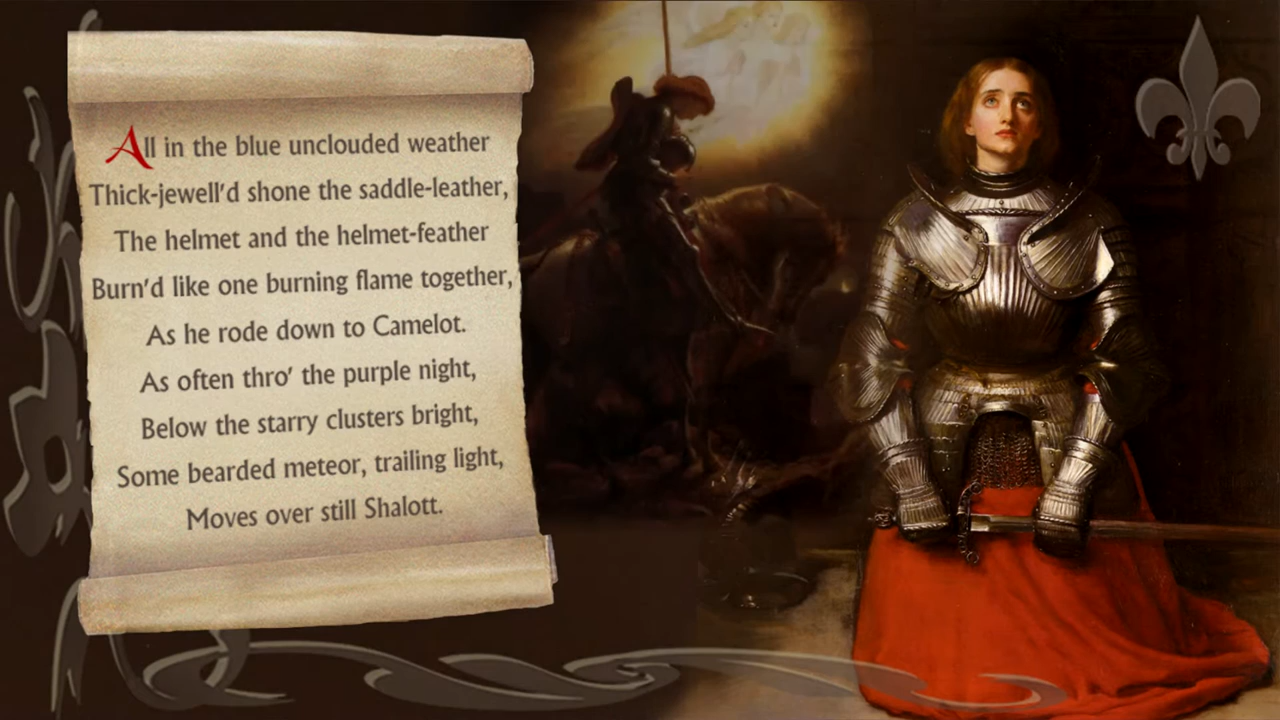 All in the blue unclouded weather
Thick-jewell'd shone the saddle-leather,
The helmet and the helmet-feather
Burn'd like one burning flame together,
As he rode down to Camelot.
As often thro' the purple night,
Below the starry clusters bright,
Some bearded meteor, trailing light,
Moves over still Shalott.